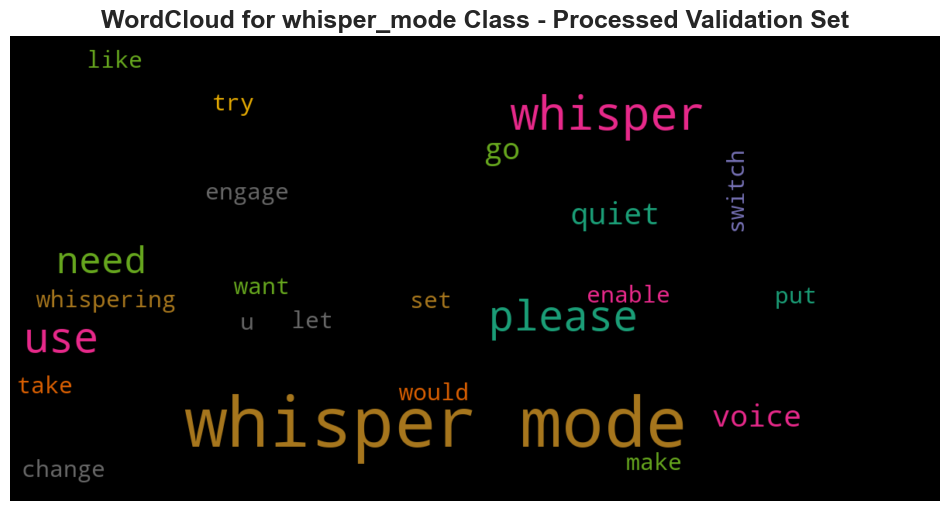 WordCloud for whisper_mode Class - Processed Validation Set
like
try
whisper
go
switch
engage
quiet
need
want
whispering
set
enable
put
please
u
let
use
take
would
whisper mode
voice
make
change